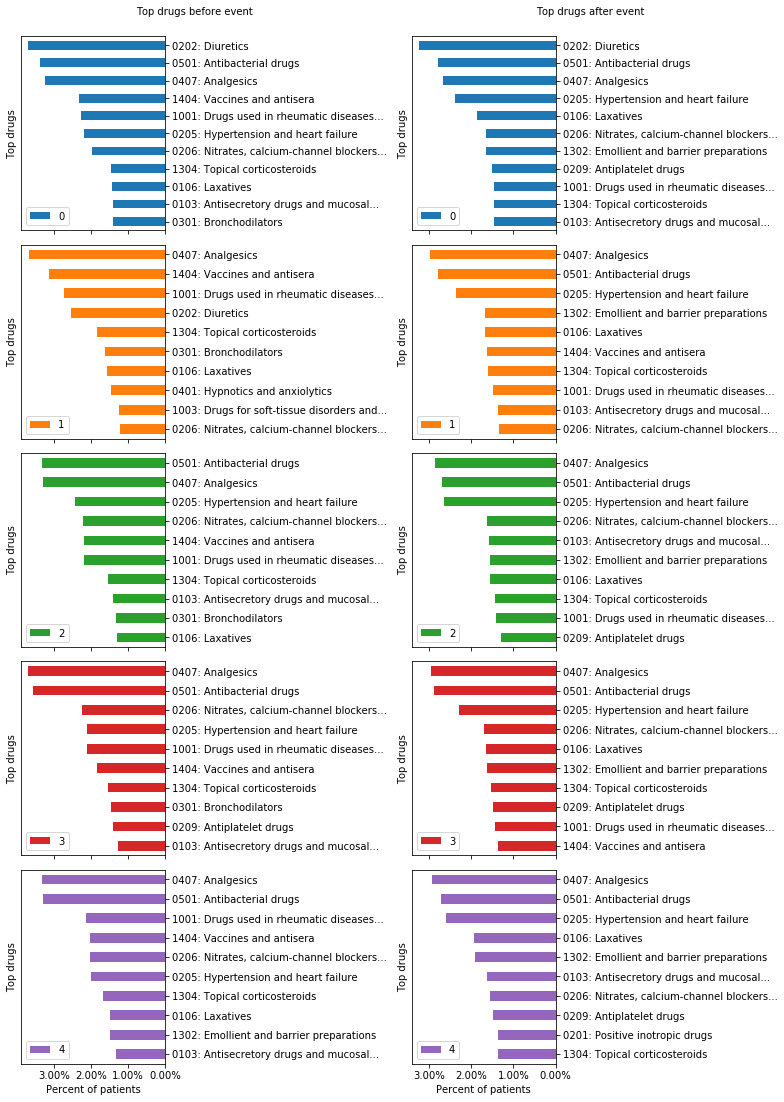 Top drugs before event
Top drugs
0202: Diuretics
0501: Antibacterial drugs
0407: Analgesics
1404: Vaccines and antisera
1001: Drugs used in rheumatic diseases...
0205: Hypertension and heart failure
0206: Nitrates, calcium-channel blockers...
1304: Topical corticosteroids
0106: Laxatives
0103: Antisecretory drugs and mucosal...
0301: Bronchodilators
0
Top drugs after event
Top drugs
0202: Diuretics
0501: Antibacterial drugs
0407: Analgesics
0205: Hypertension and heart failure
0106: Laxatives
0206: Nitrates, calcium-channel blockers...
1302: Emollient and barrier preparations
0209: Antiplatelet drugs
1001: Drugs used in rheumatic diseases...
1304: Topical corticosteroids
0103: Antisecretory drugs and mucosal...
0
Top drugs
0407: Analgesics
1404: Vaccines and antisera
1001: Drugs used in rheumatic diseases...
0202: Diuretics
1304: Topical corticosteroids
0301: Bronchodilators
0106: Laxatives
0401: Hypnotics and anxiolytics
1003: Drugs for soft-tissue disorders and...
0206: Nitrates, calcium-channel blockers...
1
Top drugs
0407: Analgesics
0501: Antibacterial drugs
0205: Hypertension and heart failure
1302: Emollient and barrier preparations
0106: Laxatives
1404: Vaccines and antisera
1304: Topical corticosteroids
1001: Drugs used in rheumatic diseases...
0103: Antisecretory drugs and mucosal...
0206: Nitrates, calcium-channel blockers...
1
Top drugs
0501: Antibacterial drugs
0407: Analgesics
0205: Hypertension and heart failure
0206: Nitrates, calcium-channel blockers...
1404: Vaccines and antisera
1001: Drugs used in rheumatic diseases...
1304: Topical corticosteroids
0103: Antisecretory drugs and mucosal...
0301: Bronchodilators
0106: Laxatives
2
Top drugs
0407: Analgesics
0501: Antibacterial drugs
0205: Hypertension and heart failure
0206: Nitrates, calcium-channel blockers...
0103: Antisecretory drugs and mucosal...
1302: Emollient and barrier preparations
0106: Laxatives
1304: Topical corticosteroids
1001: Drugs used in rheumatic diseases...
0209: Antiplatelet drugs
2
Top drugs
0407: Analgesics
0501: Antibacterial drugs
0206: Nitrates, calcium-channel blockers...
0205: Hypertension and heart failure
1001: Drugs used in rheumatic diseases...
1404: Vaccines and antisera
1304: Topical corticosteroids
0301: Bronchodilators
0209: Antiplatelet drugs
0103: Antisecretory drugs and mucosal...
3
Top drugs
0407: Analgesics
0501: Antibacterial drugs
0205: Hypertension and heart failure
0206: Nitrates, calcium-channel blockers...
0106: Laxatives
1302: Emollient and barrier preparations
1304: Topical corticosteroids
0209: Antiplatelet drugs
1001: Drugs used in rheumatic diseases...
1404: Vaccines and antisera
3
Top drugs
0407: Analgesics
0501: Antibacterial drugs
1001: Drugs used in rheumatic diseases...
1404: Vaccines and antisera
0206: Nitrates, calcium-channel blockers...
0205: Hypertension and heart failure
1304: Topical corticosteroids
0106: Laxatives
1302: Emollient and barrier preparations
0103: Antisecretory drugs and mucosal...
4
3.00% 2.00% 1.00% 0.00%
Percent of patients
Top drugs
0407: Analgesics
0501: Antibacterial drugs
0205: Hypertension and heart failure
0106: Laxatives
1302: Emollient and barrier preparations
0103: Antisecretory drugs and mucosal...
0206: Nitrates, calcium-channel blockers...
0209: Antiplatelet drugs
0201: Positive inotropic drugs
1304: Topical corticosteroids
4
3.00% 2.00% 1.00% 0.00%
Percent of patients